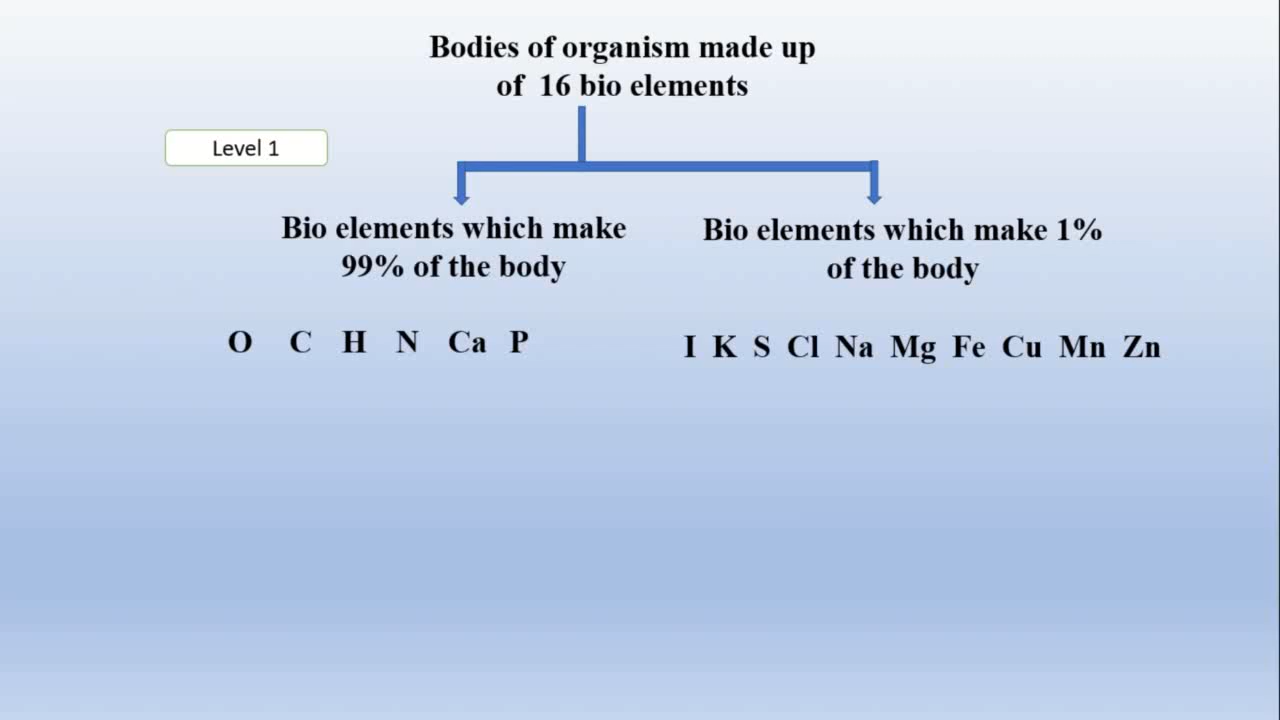 Bodies of organism made up
of 16 bio elements
Level 1
Bio elements which make
99% of the body
Bio elements which make 1%
of the body
O C H N Ca P
I K S Cl Na Mg Fe Cu Mn Zn